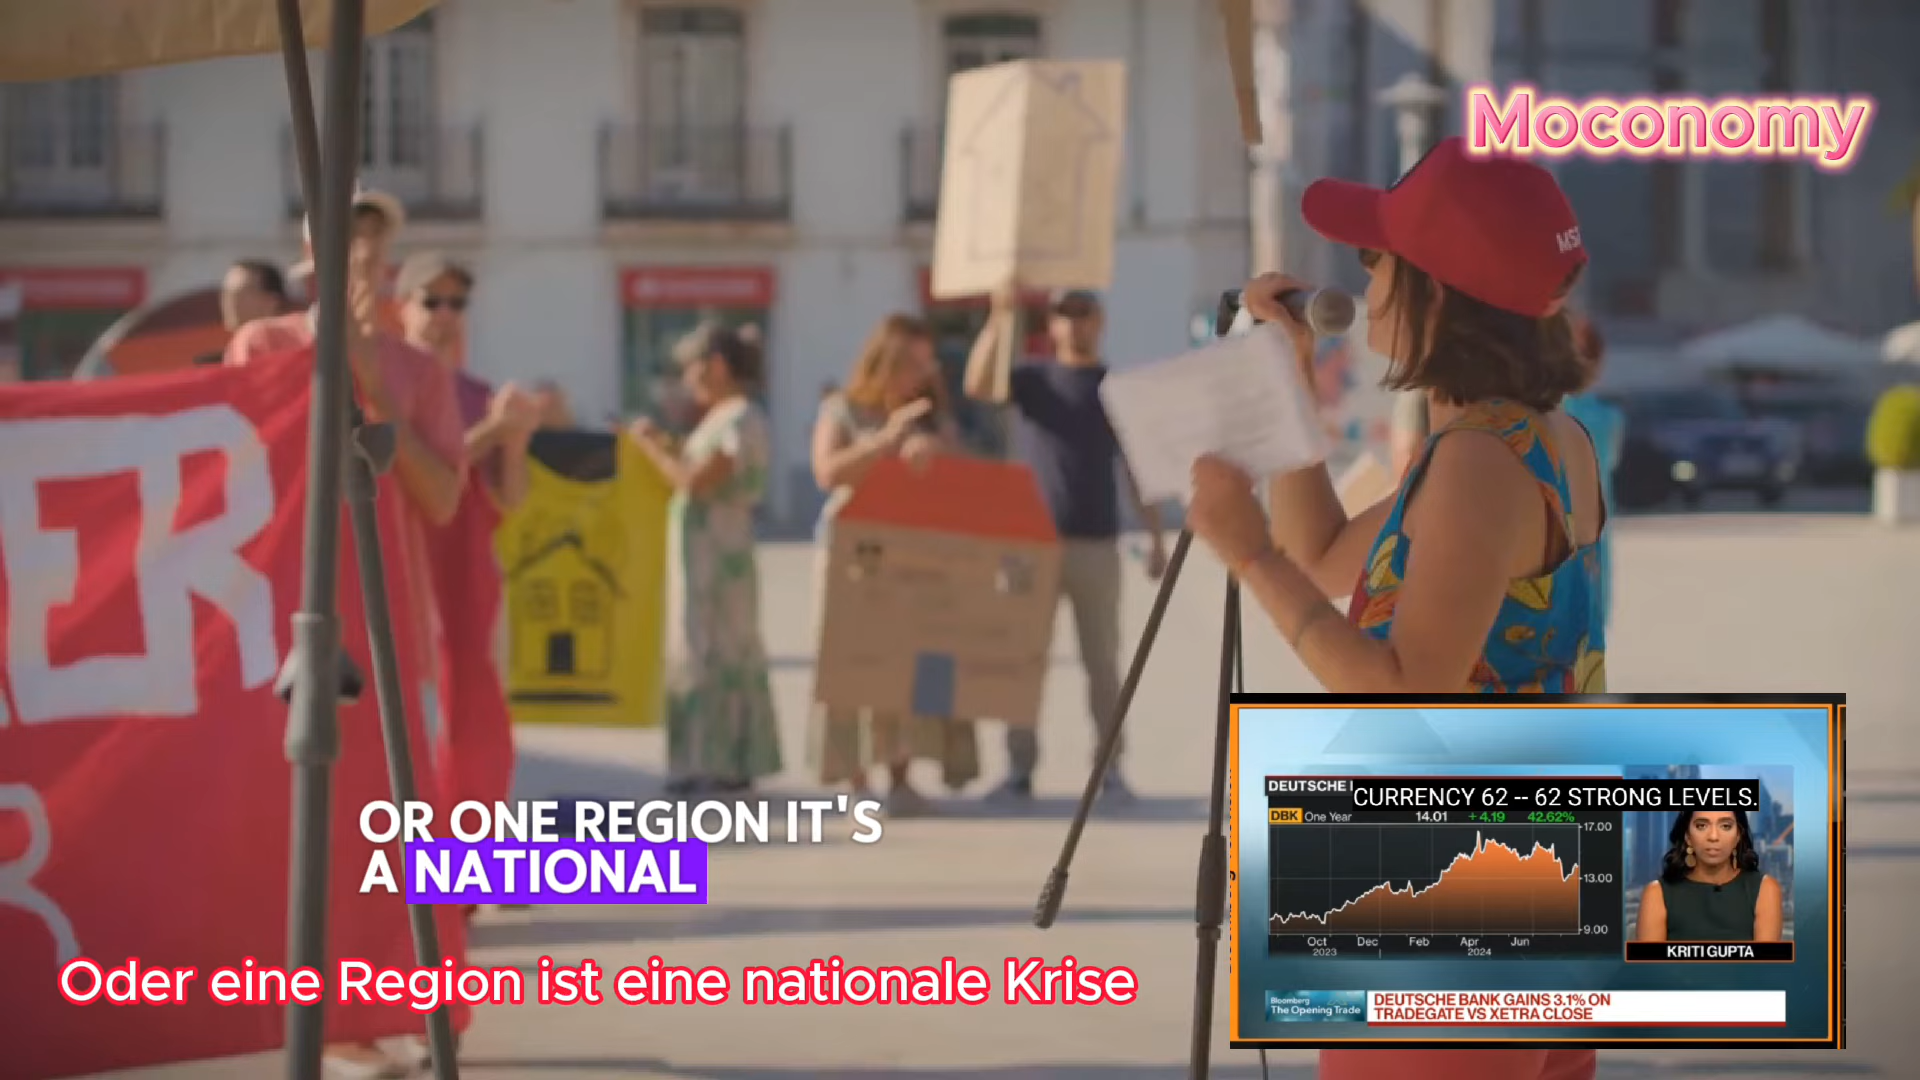 Moconomy
MSF
ER
OR ONE REGION IT'S
A NATIONAL
Oder eine Region ist eine nationale Krise
DEUTSCHE
CURRENCY 62 -- 62 STRONG LEVELS.
DBK One Year 14.01 +4.19 42.62%
17.00
13.00
9.00
Oct Dec Feb Apr Jun
2023 2024
KRITI GUPTA
Bloomberg
The Opening Trade
DEUTSCHE BANK GAINS 3.1% ON
TRADEGATE VS XETRA CLOSE